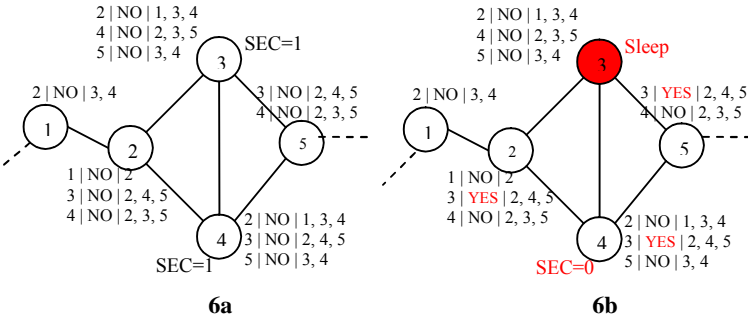 2 | NO | 1, 3, 4
4 | NO | 2, 3, 5
5 | NO | 3, 4
SEC=1
3
3 | NO | 2, 4, 5
4 | NO | 2, 3, 5
2 | NO | 3, 4
1
2
5
1 | NO | 2
3 | NO | 2, 4, 5
4 | NO | 2, 3, 5
4
2 | NO | 1, 3, 4
3 | NO | 2, 4, 5
5 | NO | 3, 4
SEC=1
6a
2 | NO | 1, 3, 4
4 | NO | 2, 3, 5
5 | NO | 3, 4
Sleep
3
3 | YES | 2, 4, 5
4 | NO | 2, 3, 5
2 | NO | 3, 4
1
2
5
1 | NO | 2
3 | YES | 2, 4, 5
4 | NO | 2, 3, 5
4
2 | NO | 1, 3, 4
3 | YES | 2, 4, 5
5 | NO | 3, 4
SEC=0
6b